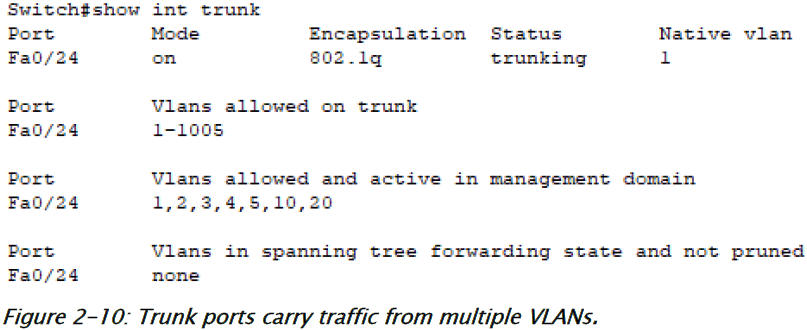 Switch#show int trunk
Port Mode Encapsulation Status Native vlan
Fa0/24 on 802.1q trunking 1
Port Vlans allowed on trunk
Fa0/24 1-1005
Port Vlans allowed and active in management domain
Fa0/24 1,2,3,4,5,10,20
Port Vlans in spanning tree forwarding state and not pruned
Fa0/24 none
Figure 2-10: Trunk ports carry traffic from multiple VLANs.